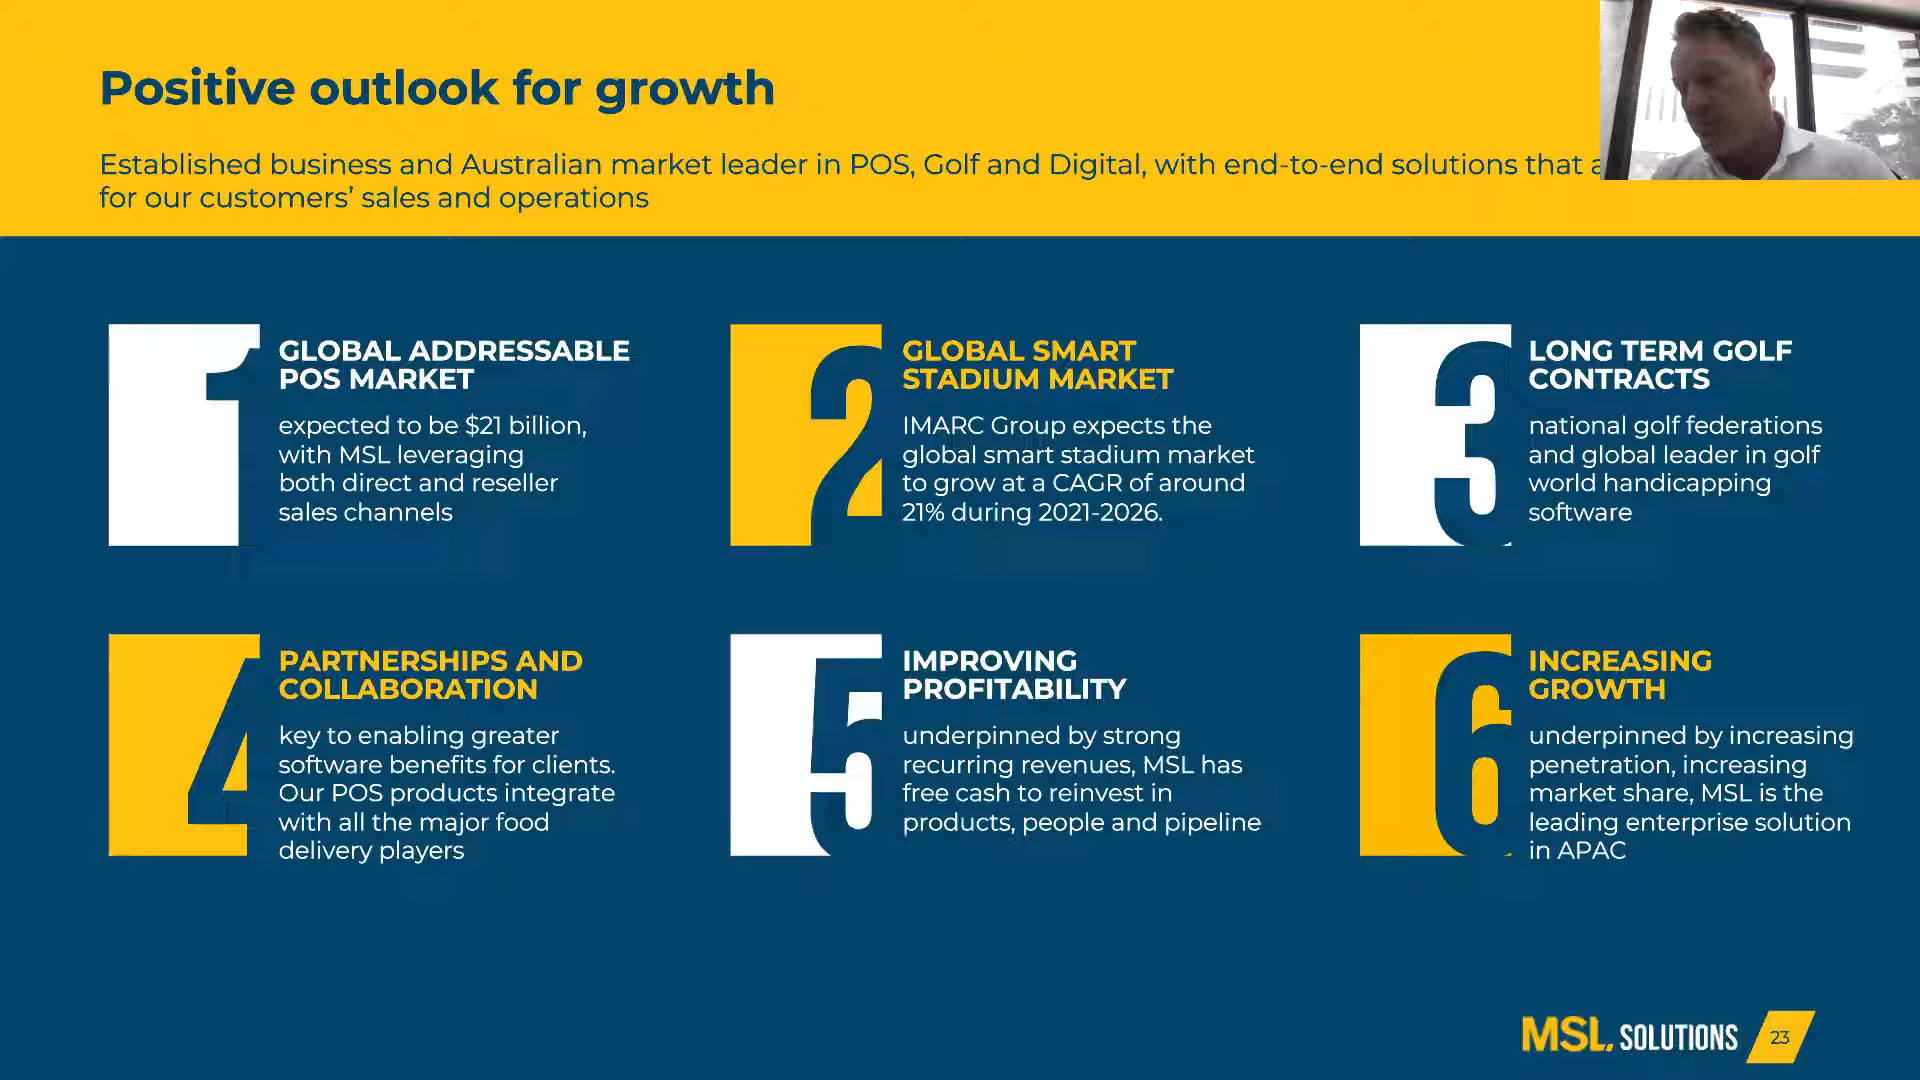 Positive outlook for growth
Established business and Australian market leader in POS, Golf and Digital, with end-to-end solutions that
for our customers’ sales and operations
1
GLOBAL ADDRESSABLE
POS MARKET
expected to be $21 billion,
with MSL leveraging
both direct and reseller
sales channels
2
GLOBAL SMART
STADIUM MARKET
IMARC Group expects the
global smart stadium market
to grow at a CAGR of around
21% during 2021-2026.
3
LONG TERM GOLF
CONTRACTS
national golf federations
and global leader in golf
world handicapping
software
4
PARTNERSHIPS AND
COLLABORATION
key to enabling greater
software benefits for clients.
Our POS products integrate
with all the major food
delivery players
5
IMPROVING
PROFITABILITY
underpinned by strong
recurring revenues, MSL has
free cash to reinvest in
products, people and pipeline
6
INCREASING
GROWTH
underpinned by increasing
penetration, increasing
market share, MSL is the
leading enterprise solution
in APAC
MSL SOLUTIONS
23